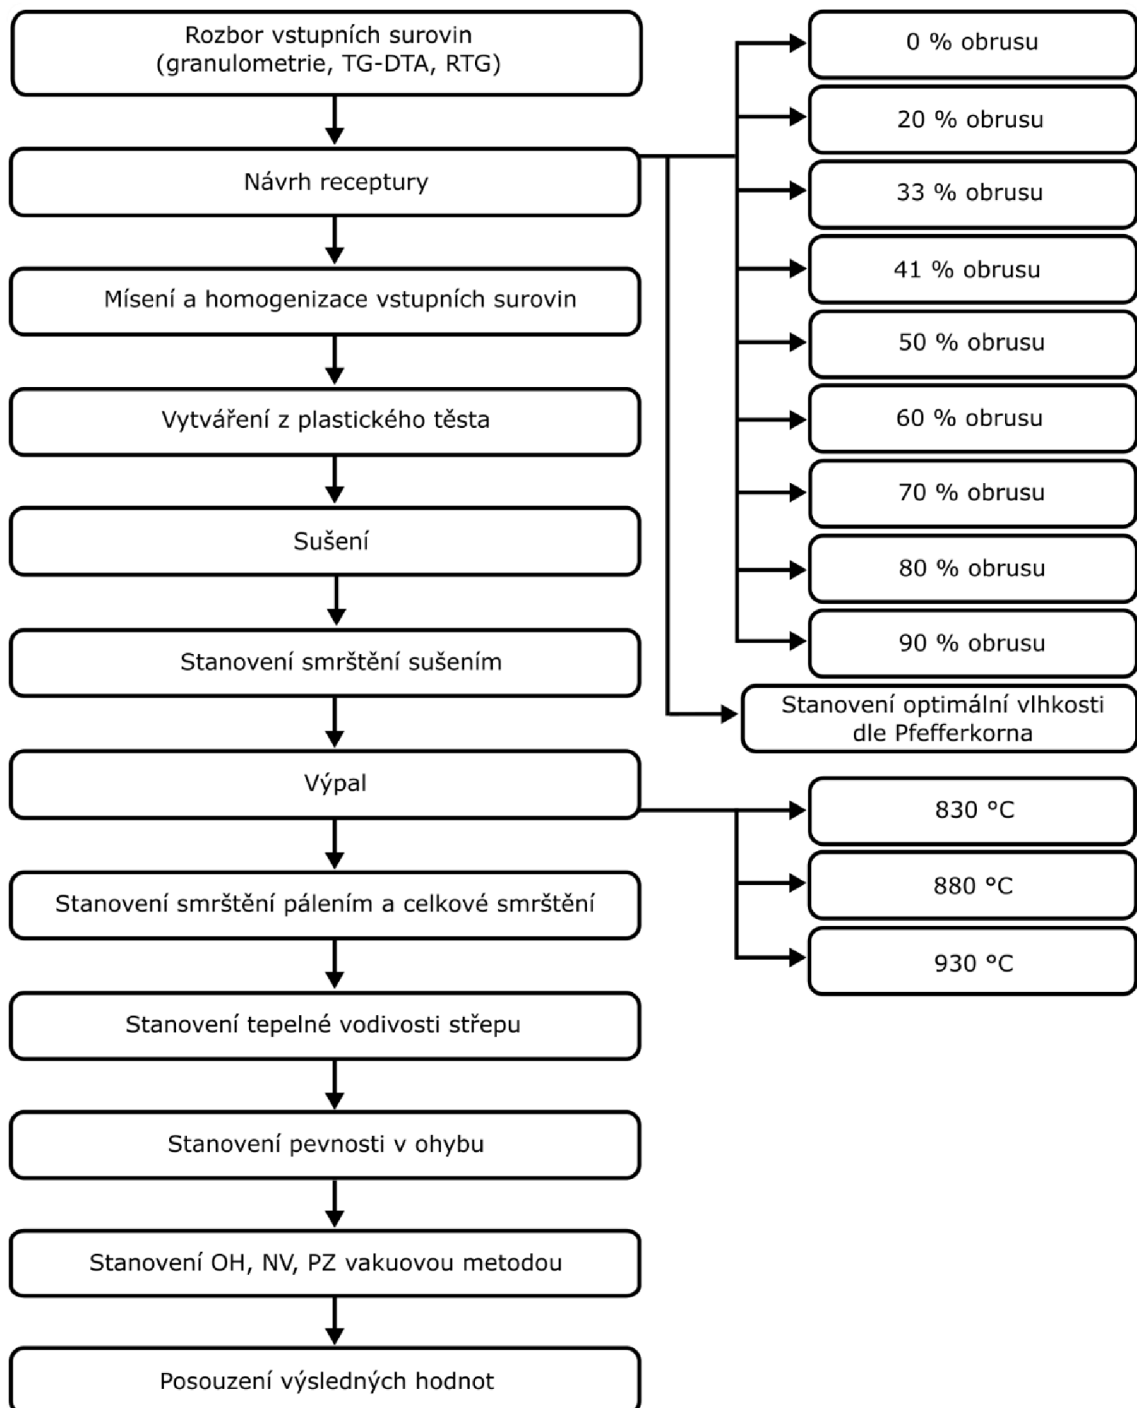 Rozbor vstupních surovin
(granulometrie, TG-DTA, RTG)
Návrh receptury
Mísení a homogenizace vstupních surovin
Vytváření z plastického těsta
Sušení
Stanovení smrštění sušením
Výpal
Stanovení smrštění pálením a celkové smrštění
Stanovení tepelné vodivosti střepu
Stanovení pevnosti v ohybu
Stanovení OH, NV, PZ vakuovou metodou
Posouzení výsledných hodnot
0 % obrusu
20 % obrusu
33 % obrusu
41 % obrusu
50 % obrusu
60 % obrusu
70 % obrusu
80 % obrusu
90 % obrusu
Stanovení optimální vlhkosti
dle Pfefferkorna
830 °C
880 °C
930 °C